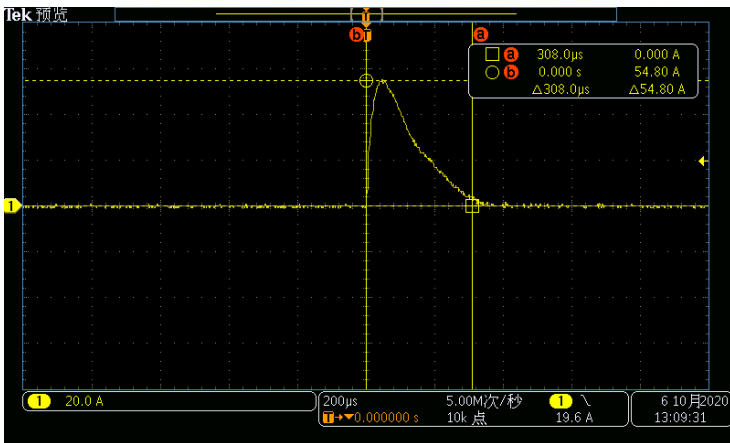 Tek 预览
T
b T a
a 308.0μs 0.000 A
b 0.000 s 54.80 A
△308.0μs △54.80 A
1
1 20.0 A
200μs 5.00M次/秒 1 \
T→▼0.000000 s 10k 点 19.6 A
6 10月2020
13:09:31